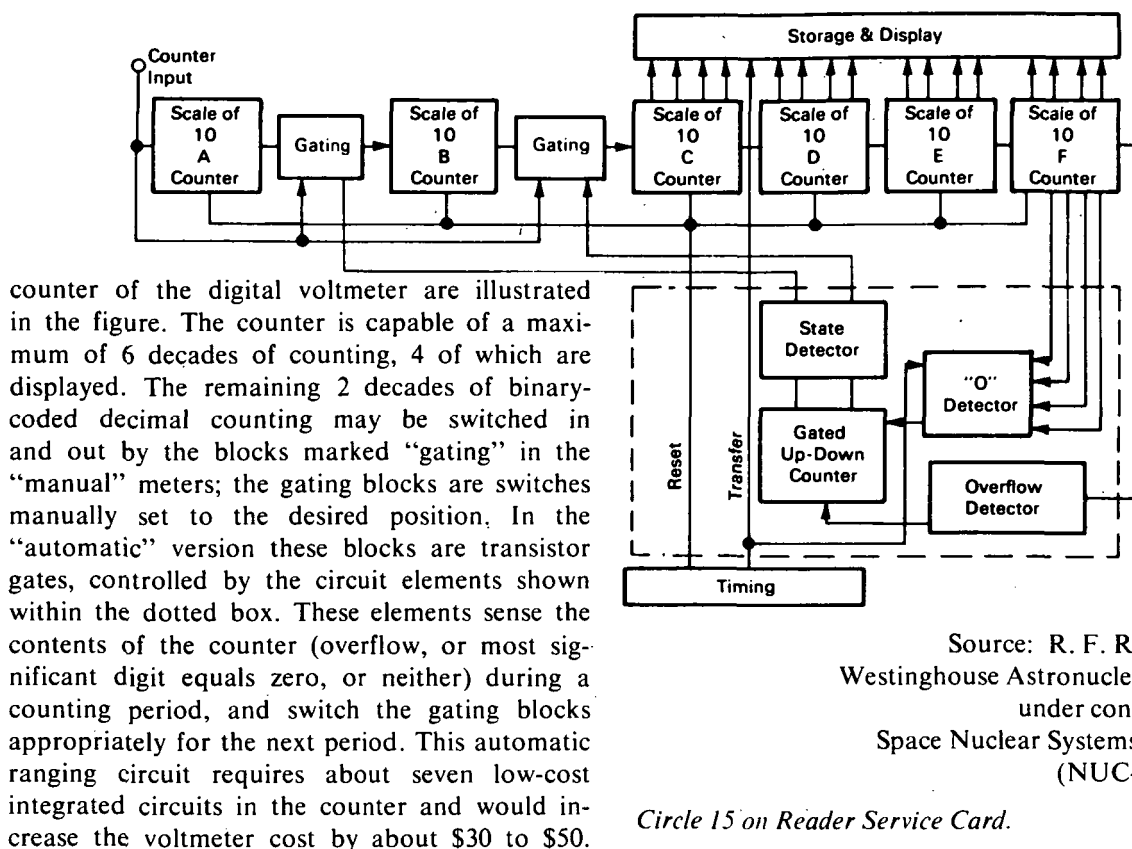 Storage & Display
Counter
Input
Scale of
10
A
Counter
Gating
Scale of
10
B
Counter
Gating
Scale of
10
C
Counter
Scale of
10
D
Counter
Scale of
10
E
Counter
Scale of
10
F
Counter
State
Detector
"O"
Detector
Gated
Up-Down
Counter
Overflow
Detector
Reset
Transfer
Timing
counter of the digital voltmeter are illustrated
in the figure. The counter is capable of a maxi-
mum of 6 decades of counting, 4 of which are
displayed. The remaining 2 decades of binary-
coded decimal counting may be switched in
and out by the blocks marked “gating” in the
“manual” meters; the gating blocks are switches
manually set to the desired position. In the
“automatic” version these blocks are transistor
gates, controlled by the circuit elements shown
within the dotted box. These elements sense the
contents of the counter (overflow, or most sig-
nificant digit equals zero, or neither) during a
counting period, and switch the gating blocks
appropriately for the next period. This automatic
ranging circuit requires about seven low-cost
integrated circuits in the counter and would in-
crease the voltmeter cost by about $30 to $50.
Source: R. F. R
Westinghouse Astronucle
under con
Space Nuclear Systems
(NUC-
Circle 15 on Reader Service Card.